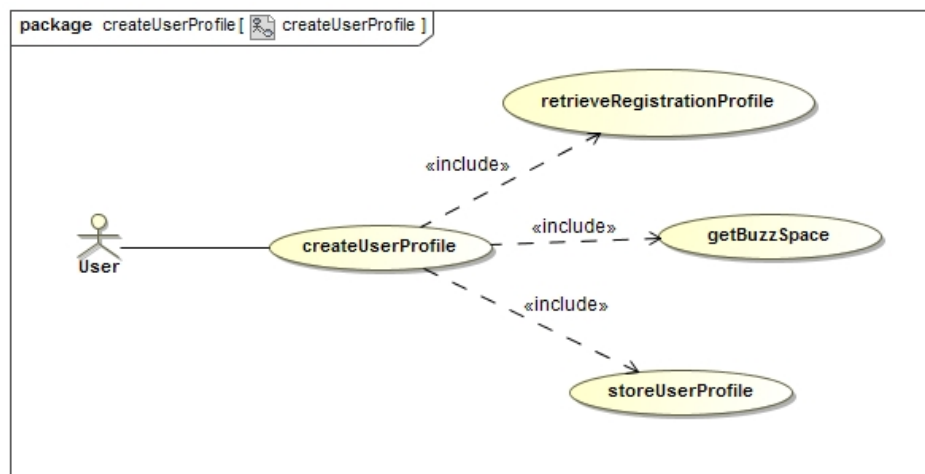 package createUserProfile [ createUserProfile ]
retrieveRegistrationProfile
«include»
«include»
getBuzzSpace
createUserProfile
User
«include»
storeUserProfile